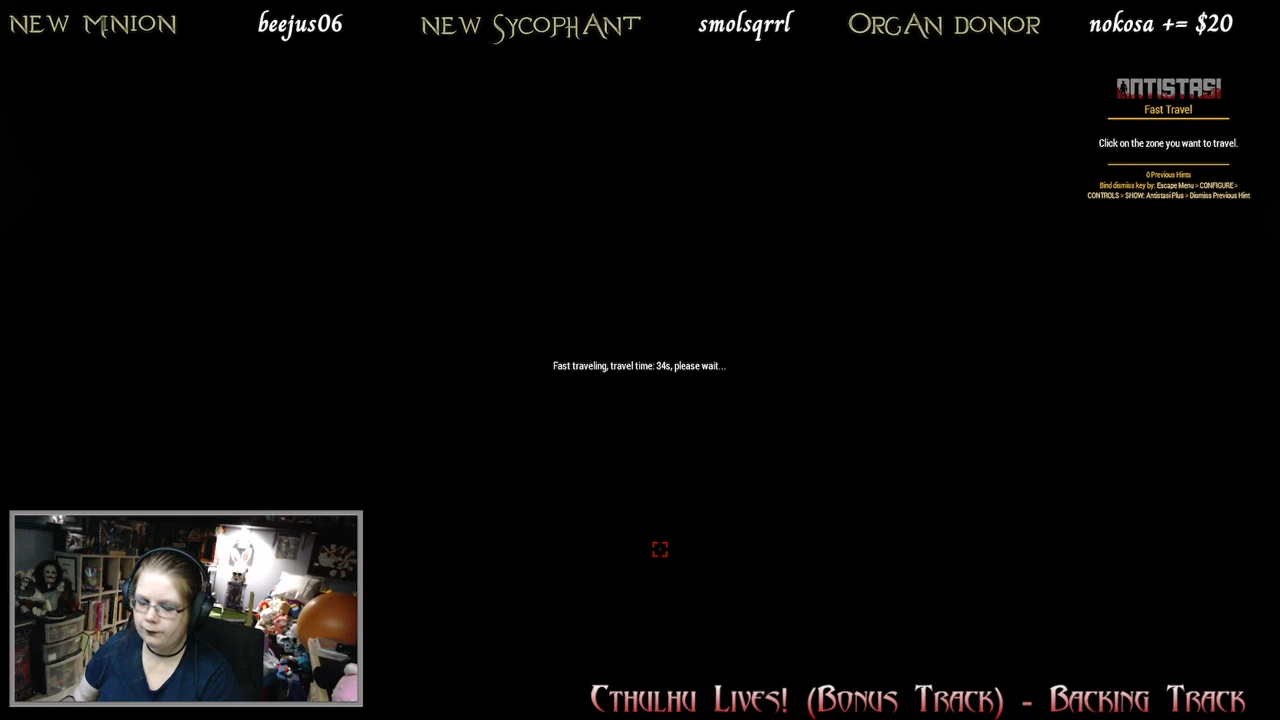 NEW MINION beejus06 NEW SYCOPHANT smolsqrrl ORGAN DONOR nokosa += $20
ANTISTASI
Fast Travel
Click on the zone you want to travel.
0 Previous Hints
Bind dismiss key by: Escape Menu > CONFIGURE >
CONTROLS > SHOW: Antistasi Plus > Dismiss Previous Hint
Fast traveling, travel time: 34s, please wait...
CTHULHU LIVES! (BONUS TRACK) - BACKING TRACK